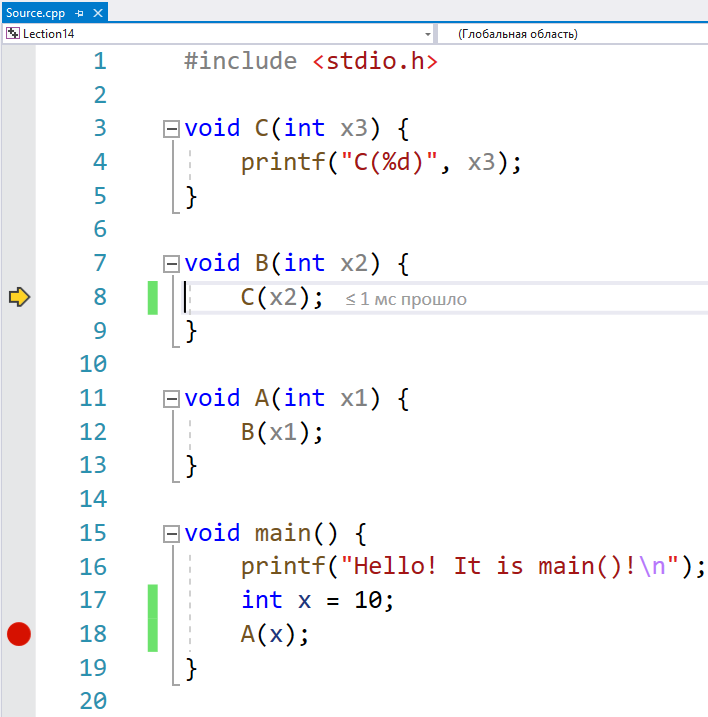 Source.cpp
Lection14 (Глобальная область)
1 #include <stdio.h>
2
3 void C(int x3) {
4 printf("C(%d)", x3);
5 }
6
7 void B(int x2) {
8 C(x2); ≤ 1 мс прошло
9 }
10
11 void A(int x1) {
12 B(x1);
13 }
14
15 void main() {
16 printf("Hello! It is main()!\n");
17 int x = 10;
18 A(x);
19 }
20